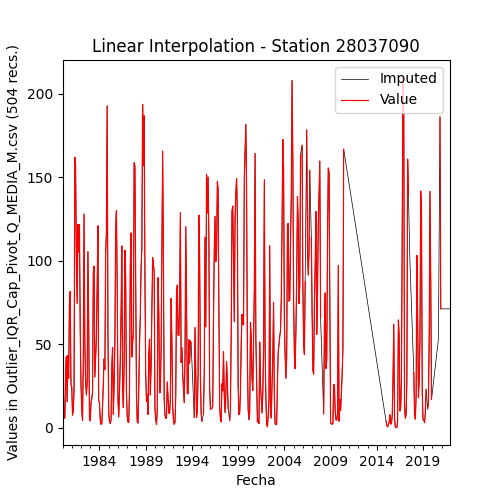 Linear Interpolation - Station 28037090
Values in Outlier_IQR_Cap_Pivot_Q_MEDIA_M.csv (504 recs.)
Imputed
Value
200
150
100
50
0
1984
1989
1994
1999
2004
2009
2014
2019
Fecha